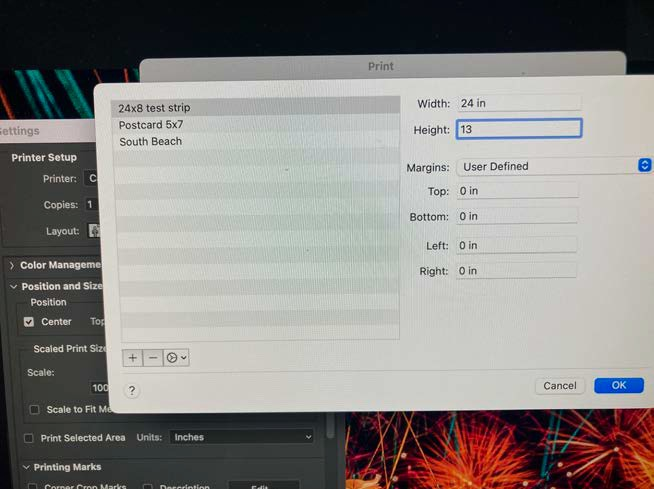 Print
24x8 test strip
Postcard 5x7
South Beach
Width: 24 in
Height: 13
Margins: User Defined
Top: 0 in
Bottom: 0 in
Left: 0 in
Right: 0 in
+ −
?
Cancel OK
Settings
Printer Setup
Printer: C
Copies: 1
Layout:
Color Manageme
Position and Size
Position
Center Top
Scaled Print Size
Scale:
100
Scale to Fit Me
Print Selected Area Units: Inches
Printing Marks
Corner Crop Marks Description Edit